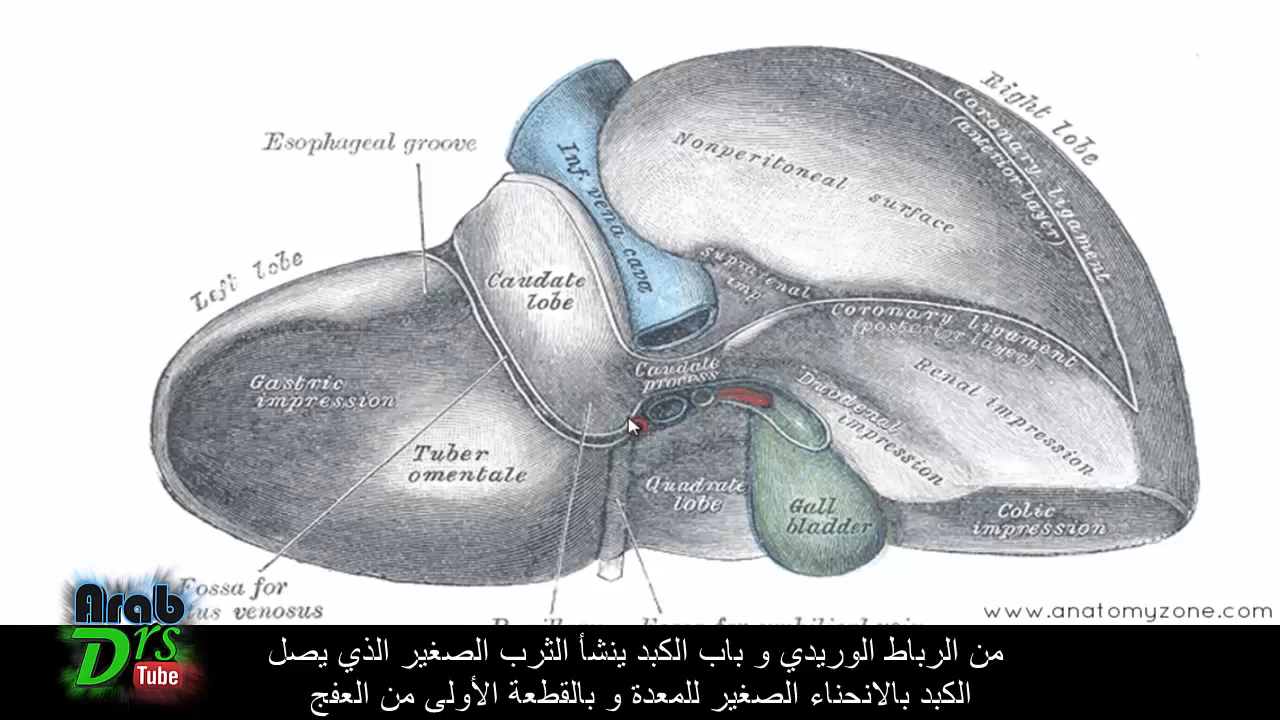 Right lobe
Coronary ligament
(anterior layer)
Nonperitoneal surface
Esophageal groove
Inf. vena cava
Left lobe
Caudate
lobe
suprarenal
imp
Coronary ligament
(posterior layer)
Caudate
process
Renal impression
Duodenal
impression
Gastric
impression
Tuber
omentale
Quadrate
lobe
Gall
bladder
Colic
impression
Fossa for
venosus
www.anatomyzone.com
Arab
Drs
Tube
من الرباط الوريدي و باب الكبد ينشأ الثرب الصغير الذي يصل
الكبد بالانحناء الصغير للمعدة و بالقطعة الأولى من العفج